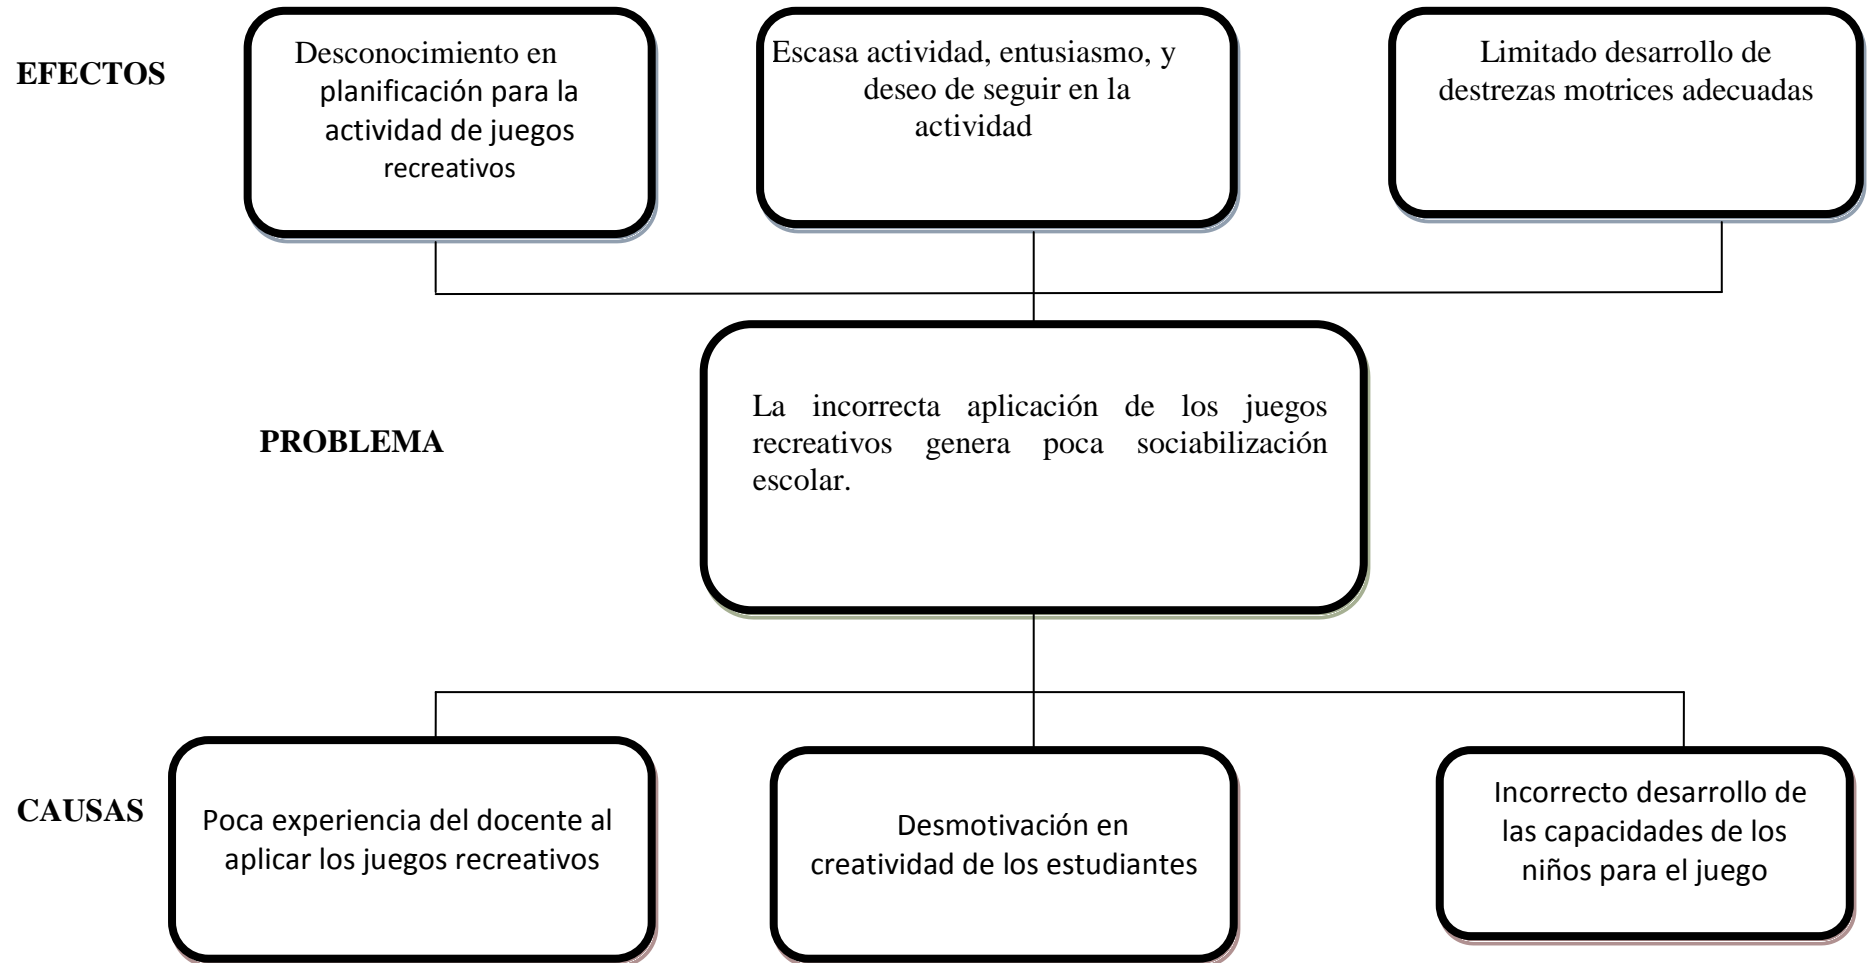 EFECTOS
Desconocimiento en
planificación para la
actividad de juegos
recreativos
Escasa actividad, entusiasmo, y
deseo de seguir en la
actividad
Limitado desarrollo de
destrezas motrices adecuadas
PROBLEMA
La incorrecta aplicación de los juegos
recreativos genera poca sociabilización
escolar.
CAUSAS
Poca experiencia del docente al
aplicar los juegos recreativos
Desmotivación en
creatividad de los estudiantes
Incorrecto desarrollo de
las capacidades de los
niños para el juego